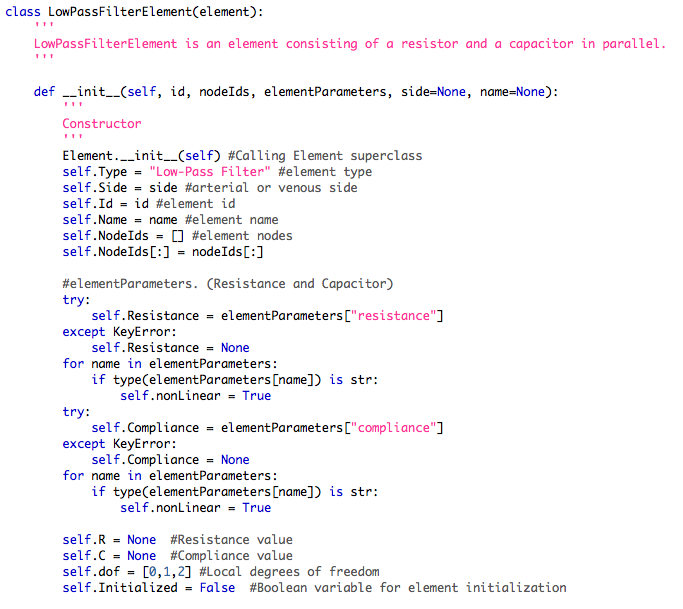 class LowPassFilterElement(element):
    '''
    LowPassFilterElement is an element consisting of a resistor and a capacitor in parallel.
    '''

    def __init__(self, id, nodeIds, elementParameters, side=None, name=None):
        '''
        Constructor
        '''
        Element.__init__(self) #Calling Element superclass
        self.Type = "Low-Pass Filter" #element type
        self.Side = side #arterial or venous side
        self.Id = id #element id
        self.Name = name #element name
        self.NodeIds = [] #element nodes
        self.NodeIds[:] = nodeIds[:]

        #elementParameters. (Resistance and Capacitor)
        try:
            self.Resistance = elementParameters["resistance"]
        except KeyError:
            self.Resistance = None
        for name in elementParameters:
            if type(elementParameters[name]) is str:
                self.nonLinear = True
        try:
            self.Compliance = elementParameters["compliance"]
        except KeyError:
            self.Compliance = None
        for name in elementParameters:
            if type(elementParameters[name]) is str:
                self.nonLinear = True

        self.R = None  #Resistance value
        self.C = None  #Compliance value
        self.dof = [0,1,2] #Local degrees of freedom
        self.Initialized = False  #Boolean variable for element initialization